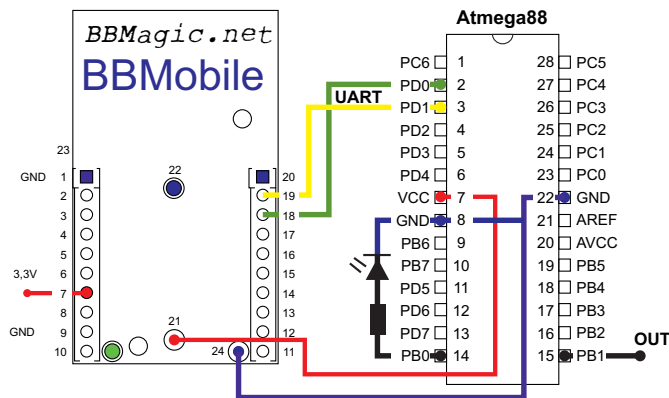 Atmega88
BBMagic.net
BBMobile
UART
GND
3,3V
GND
23
1
2
3
4
5
6
7
8
9
10
22
21
24
20
19
18
17
16
15
14
13
12
11
PC6 1 28 PC5
PD0 2 27 PC4
PD1 3 26 PC3
PD2 4 25 PC2
PD3 5 24 PC1
PD4 6 23 PC0
VCC 7 22 GND
GND 8 21 AREF
PB6 9 20 AVCC
PB7 10 19 PB5
PD5 11 18 PB4
PD6 12 17 PB3
PD7 13 16 PB2
PB0 14 15 PB1
OUT